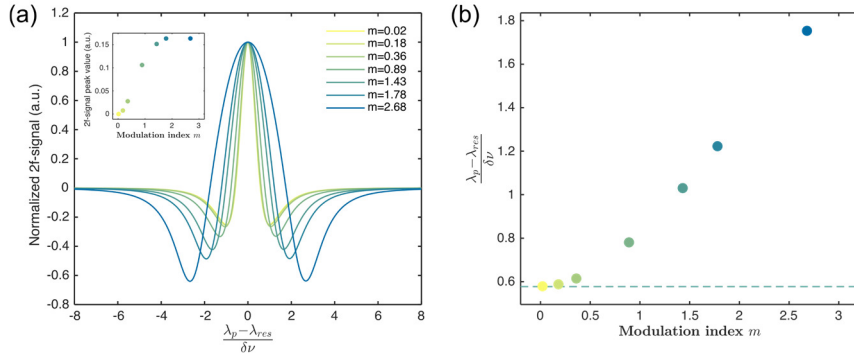 (a)
1.2
1
0.8
0.6
0.4
0.2
0
-0.2
-0.4
-0.6
-0.8
Normalized 2f-signal (a.u.)
-8 -6 -4 -2 0 2 4 6 8
λp−λres
δν
m=0.02
m=0.18
m=0.36
m=0.89
m=1.43
m=1.78
m=2.68
2f-signal peak value (a.u.)
0.15
0.1
0.05
0
0 1 2 3
Modulation index m
(b)
1.8
1.6
1.4
1.2
1
0.8
0.6
λp−λres
δν
0 0.5 1 1.5 2 2.5 3
Modulation index m